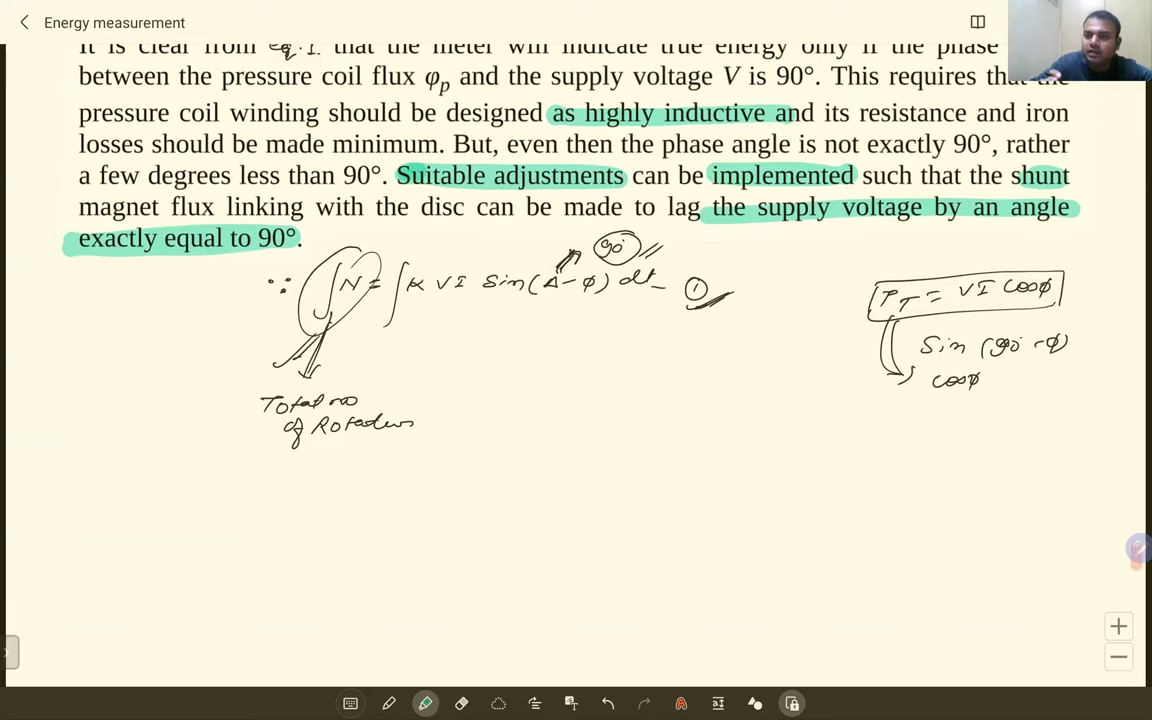 Energy measurement
It is clear from eq. 1. that the meter will indicate true energy only if the phase
between the pressure coil flux φp and the supply voltage V is 90°. This requires that the
pressure coil winding should be designed as highly inductive and its resistance and iron
losses should be made minimum. But, even then the phase angle is not exactly 90°, rather
a few degrees less than 90°. Suitable adjustments can be implemented such that the shunt
magnet flux linking with the disc can be made to lag the supply voltage by an angle
exactly equal to 90°.
90°
∵ ∫N = ∫K VI Sin(Δ-φ) dt 1
PT = VI cosφ
Sin (90° - φ)
cosφ
Total no
of Rotations